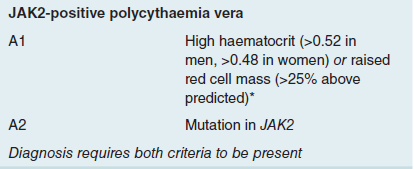 JAK2-positive polycythaemia vera
A1 High haematocrit (>0.52 in
men, >0.48 in women) or raised
red cell mass (>25% above
predicted)*
A2 Mutation in JAK2
Diagnosis requires both criteria to be present